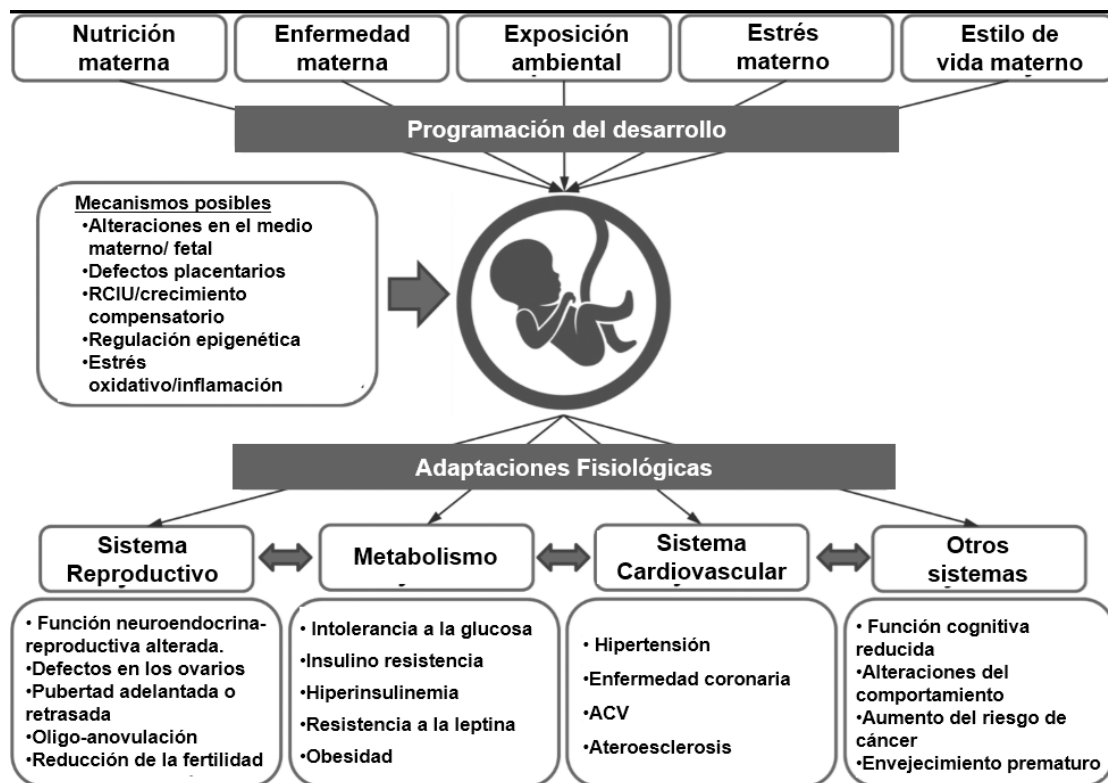 Nutrición
materna
Enfermedad
materna
Exposición
ambiental
Estrés
materno
Estilo de
vida materno
Programación del desarrollo
Mecanismos posibles
•Alteraciones en el medio
materno/ fetal
•Defectos placentarios
•RCIU/crecimiento
compensatorio
•Regulación epigenética
•Estrés
oxidativo/inflamación
Adaptaciones Fisiológicas
Sistema
Reproductivo
Metabolismo
Sistema
Cardiovascular
Otros
sistemas
• Función neuroendocrina-
reproductiva alterada.
•Defectos en los ovarios
•Pubertad adelantada o
retrasada
•Oligo-anovulación
•Reducción de la fertilidad
• Intolerancia a la glucosa
•Insulino resistencia
•Hiperinsulinemia
•Resistencia a la leptina
•Obesidad
• Hipertensión
•Enfermedad coronaria
•ACV
•Ateroesclerosis
• Función cognitiva
reducida
•Alteraciones del
comportamiento
•Aumento del riesgo de
cáncer
•Envejecimiento prematuro